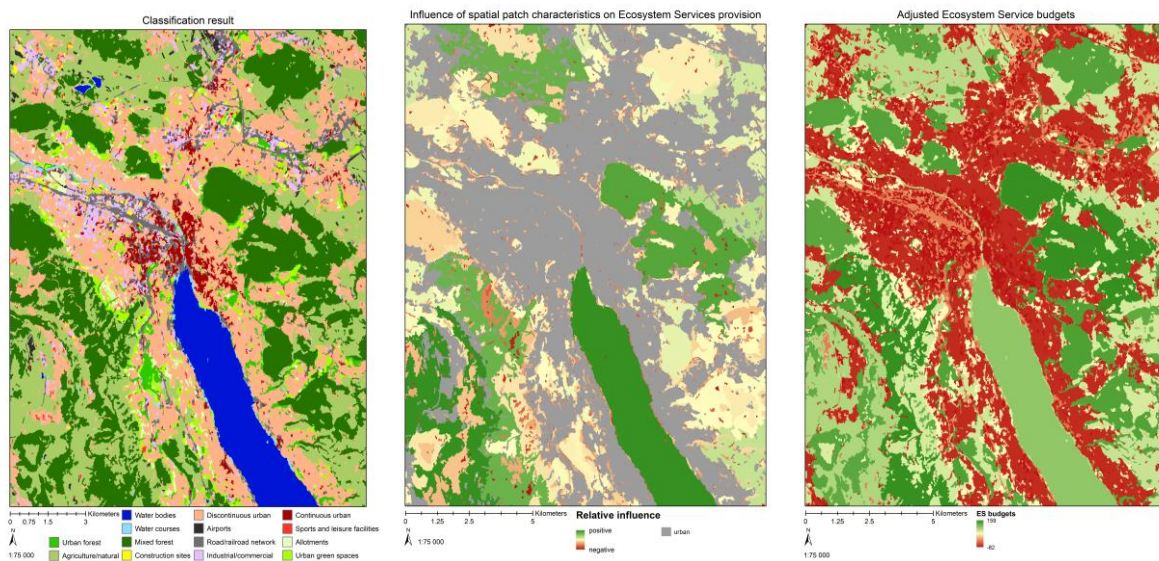 Classification result
Influence of spatial patch characteristics on Ecosystem Services provision
Adjusted Ecosystem Service budgets
0 0.75 1.5 3 Kilometers
N
1:75 000
Urban forest
Agriculture/natural
Water bodies
Water courses
Mixed forest
Construction sites
Discontinuous urban
Airports
Road/railroad network
Industrial/commercial
Continuous urban
Sports and leisure facilities
Allotments
Urban green spaces
0 1.25 2.5 5 Kilometers
N
1:75 000
Relative influence
positive
negative
urban
0 1.25 2.5 5 Kilometers
N
1:75 000
ES budgets
-82